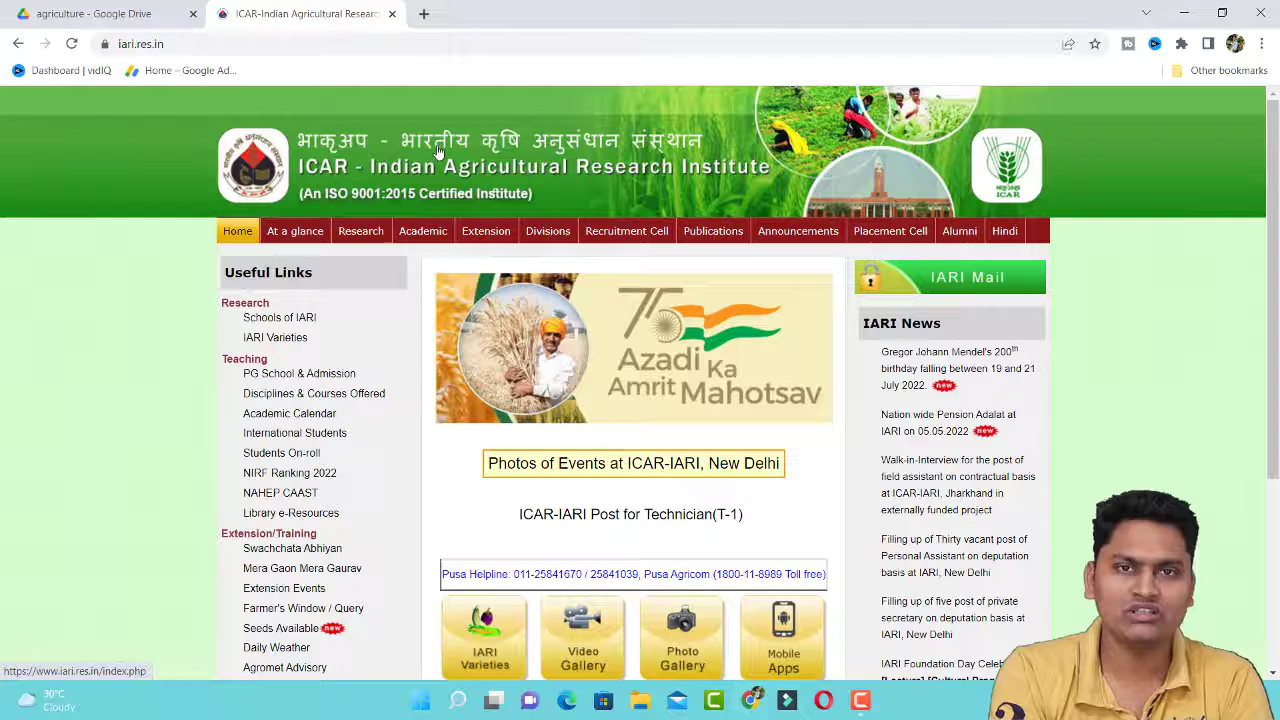 agriculture - Google Drive
ICAR-Indian Agricultural Researc
iari.res.in
Dashboard | vidIQ
Home – Google Ad...
Other bookmarks
भाकृअप - भारतीय कृषि अनुसंधान संस्थान
ICAR - Indian Agricultural Research Institute
(An ISO 9001:2015 Certified Institute)
ICAR
Home At a glance Research Academic Extension Divisions Recruitment Cell Publications Announcements Placement Cell Alumni Hindi
Useful Links
Research
Schools of IARI
IARI Varieties
Teaching
PG School & Admission
Disciplines & Courses Offered
Academic Calendar
International Students
Students On-roll
NIRF Ranking 2022
NAHEP CAAST
Library e-Resources
Extension/Training
Swachata Abhiyan
Mera Gaon Mera Gaurav
Extension Events
Farmer's Window / Query
Seeds Available new
Daily Weather
Agromet Advisory
75
Azadi Ka
Amrit Mahotsav
Photos of Events at ICAR-IARI, New Delhi
ICAR-IARI Post for Technician(T-1)
Pusa Helpline: 011-25841670 / 25841039, Pusa Agricom (1800-11-8989 Toll free)
IARI
Varieties
Video
Gallery
Photo
Gallery
Mobile
Apps
IARI Mail
IARI News
Gregor Johann Mendel's 200th
birthday falling between 19 and 21
July 2022. new
Nation wide Pension Adalat at
IARI on 05.05.2022 new
Walk-in-Interview for the post of
field assistant on contractual basis
at ICAR-IARI, Jharkhand in
externally funded project
Filling up of Thirty vacant post of
Personal Assistant on deputation
basis at IARI, New Delhi
Filling up of five post of private
secretary on deputation basis at
IARI, New Delhi
IARI Foundation Day
https://www.iari.res.in/index.php
30°C
Cloudy